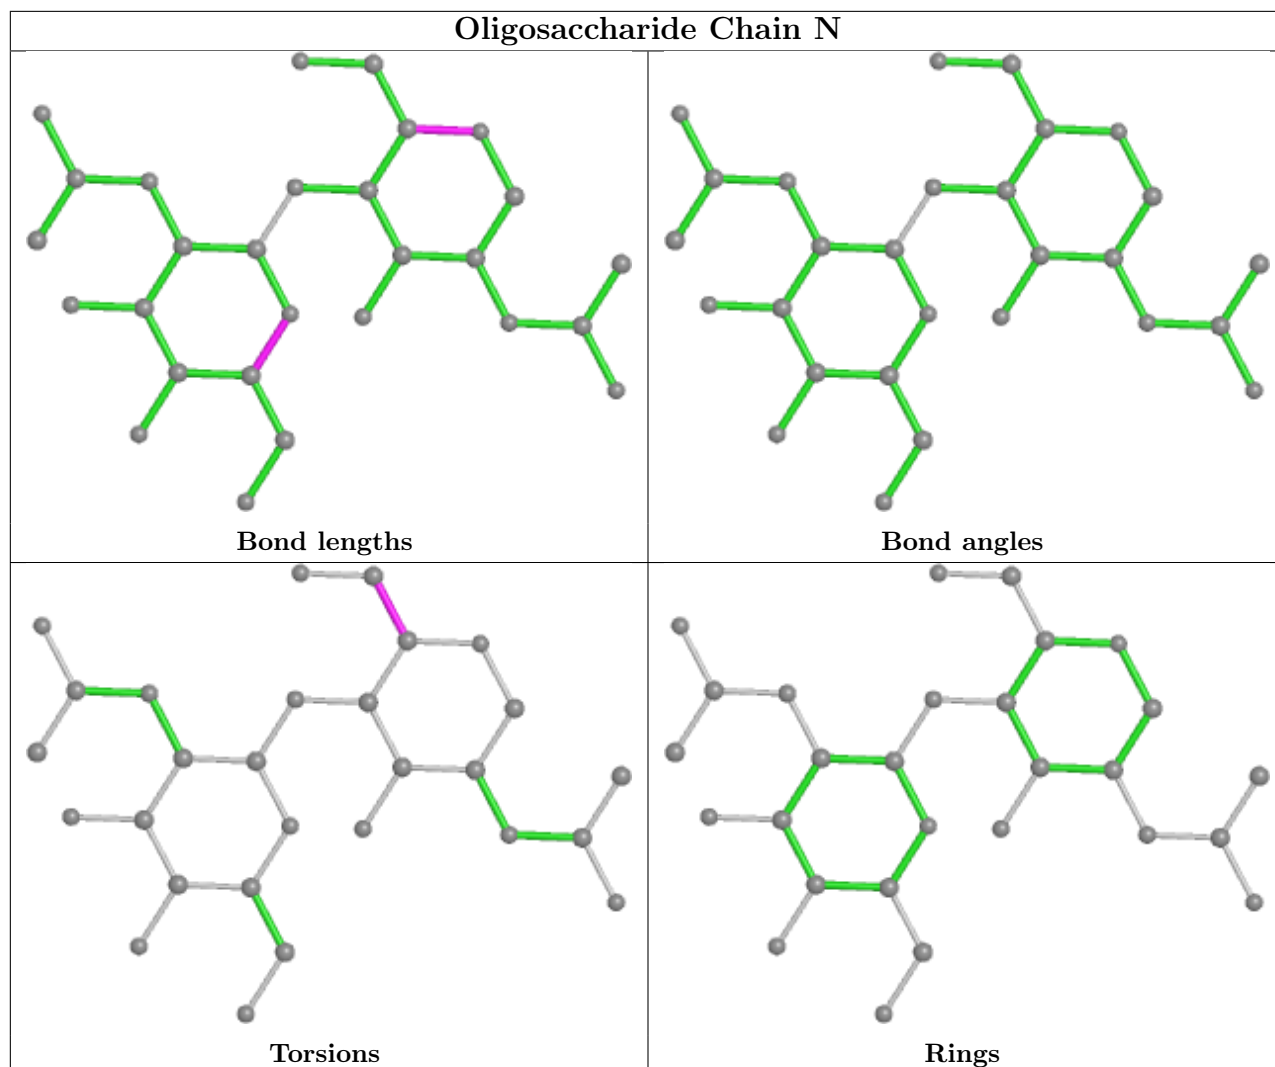 Oligosaccharide Chain N
Bond lengths
Bond angles
Torsions
Rings